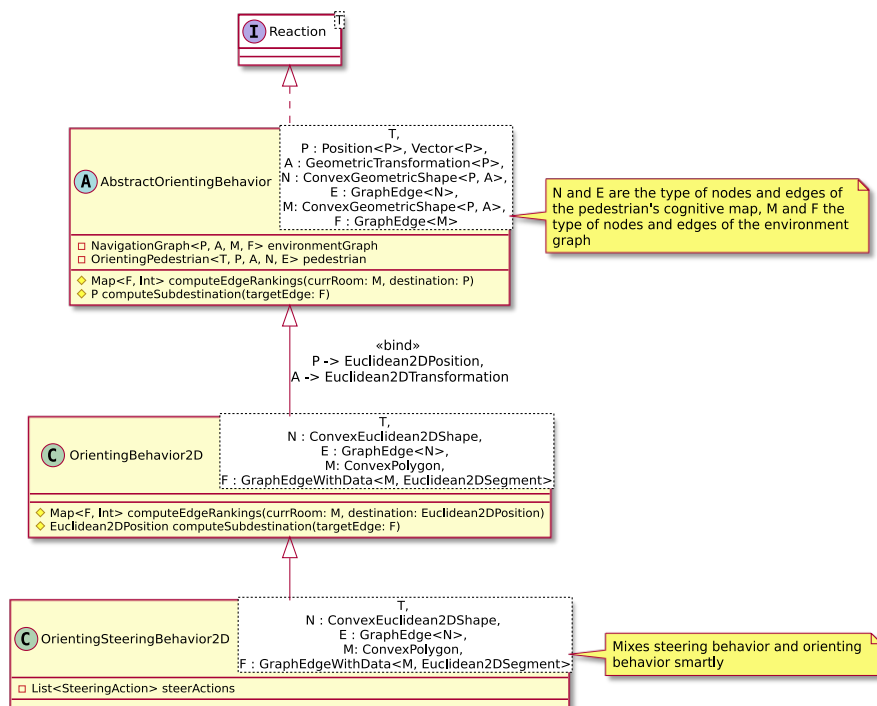 I Reaction T
T,
P : Position<P>, Vector<P>,
A : GeometricTransformation<P>,
N : ConvexGeometricShape<P, A>,
E : GraphEdge<N>,
M: ConvexGeometricShape<P, A>,
F : GraphEdge<M>
A AbstractOrientingBehavior
N and E are the type of nodes and edges of
the pedestrian's cognitive map, M and F the
type of nodes and edges of the environment
graph
NavigationGraph<P, A, M, F> environmentGraph
OrientingPedestrian<T, P, A, N, E> pedestrian
Map<F, Int> computeEdgeRankings(currRoom: M, destination: P)
P computeSubdestination(targetEdge: F)
«bind»
P -> Euclidean2DPosition,
A -> Euclidean2DTransformation
T,
N : ConvexEuclidean2DShape,
E : GraphEdge<N>,
M: ConvexPolygon,
F : GraphEdgeWithData<M, Euclidean2DSegment>
C OrientingBehavior2D
Map<F, Int> computeEdgeRankings(currRoom: M, destination: Euclidean2DPosition)
Euclidean2DPosition computeSubdestination(targetEdge: F)
T,
N : ConvexEuclidean2DShape,
E : GraphEdge<N>,
M: ConvexPolygon,
F : GraphEdgeWithData<M, Euclidean2DSegment>
C OrientingSteeringBehavior2D
Mixes steering behavior and orienting
behavior smartly
List<SteeringAction> steerActions